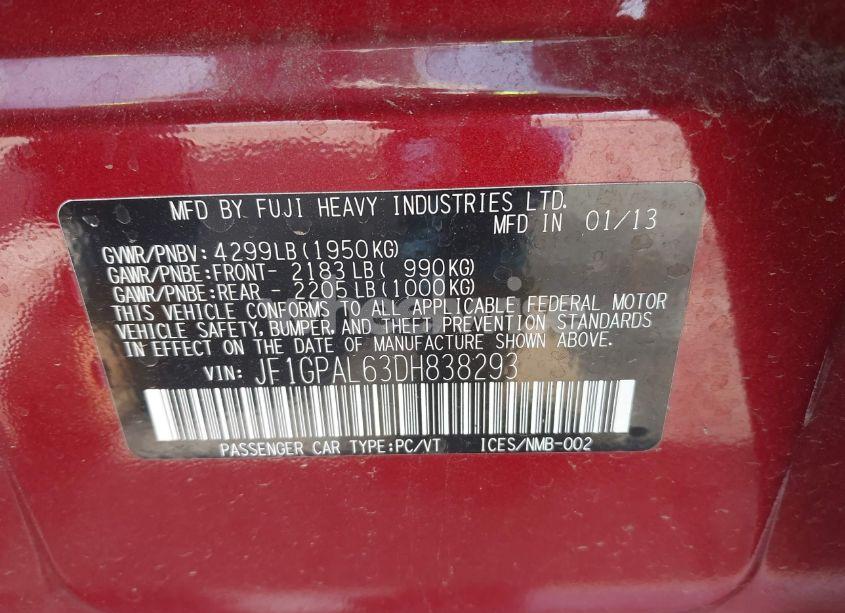 MFD BY FUJI HEAVY INDUSTRIES LTD.
MFD IN 01/13
GVWR/PNBV: 4299LB(1950KG)
GAWR/PNBE:FRONT- 2183LB( 990KG)
GAWR/PNBE:REAR - 2205LB(1000KG)
THIS VEHICLE CONFORMS TO ALL APPLICABLE FEDERAL MOTOR
VEHICLE SAFETY, BUMPER, AND THEFT PREVENTION STANDARDS
IN EFFECT ON THE DATE OF MANUFACTURE SHOWN ABOVE.
VIN: JF1GPAL63DH838293
PASSENGER CAR TYPE:PC/VT ICES/NMB-002